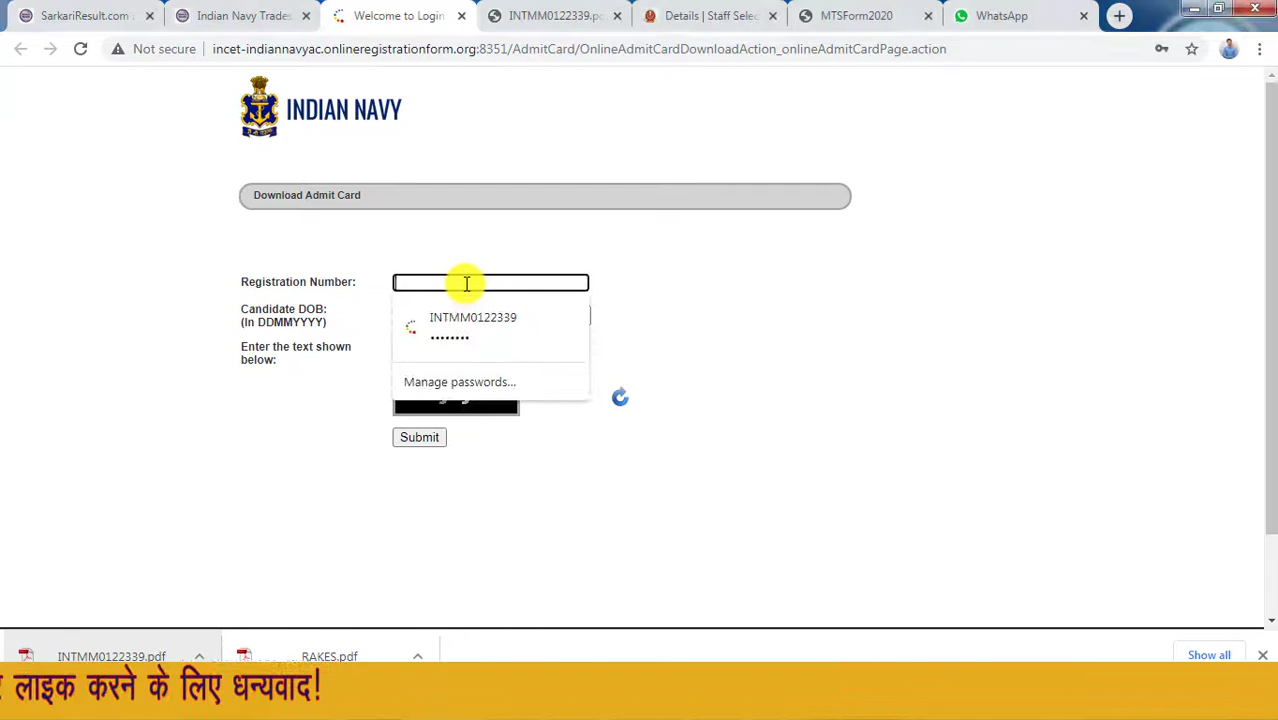 SarkariResult.com
Indian Navy Trades
Welcome to Login
INTMM0122339.pd
Details | Staff Selec
MTSForm2020
WhatsApp
Not secure
incet-indiannavyac.onlineregistrationform.org:8351/AdmitCard/OnlineAdmitCardDownloadAction_onlineAdmitCardPage.action
INDIAN NAVY
Download Admit Card
Registration Number:
INTMM0122339
Candidate DOB:
(In DDMMYYYY)
Enter the text shown
below:
Manage passwords...
Submit
INTMM0122339.pdf
RAKES.pdf
Show all
लाइक करने के लिए धन्यवाद!